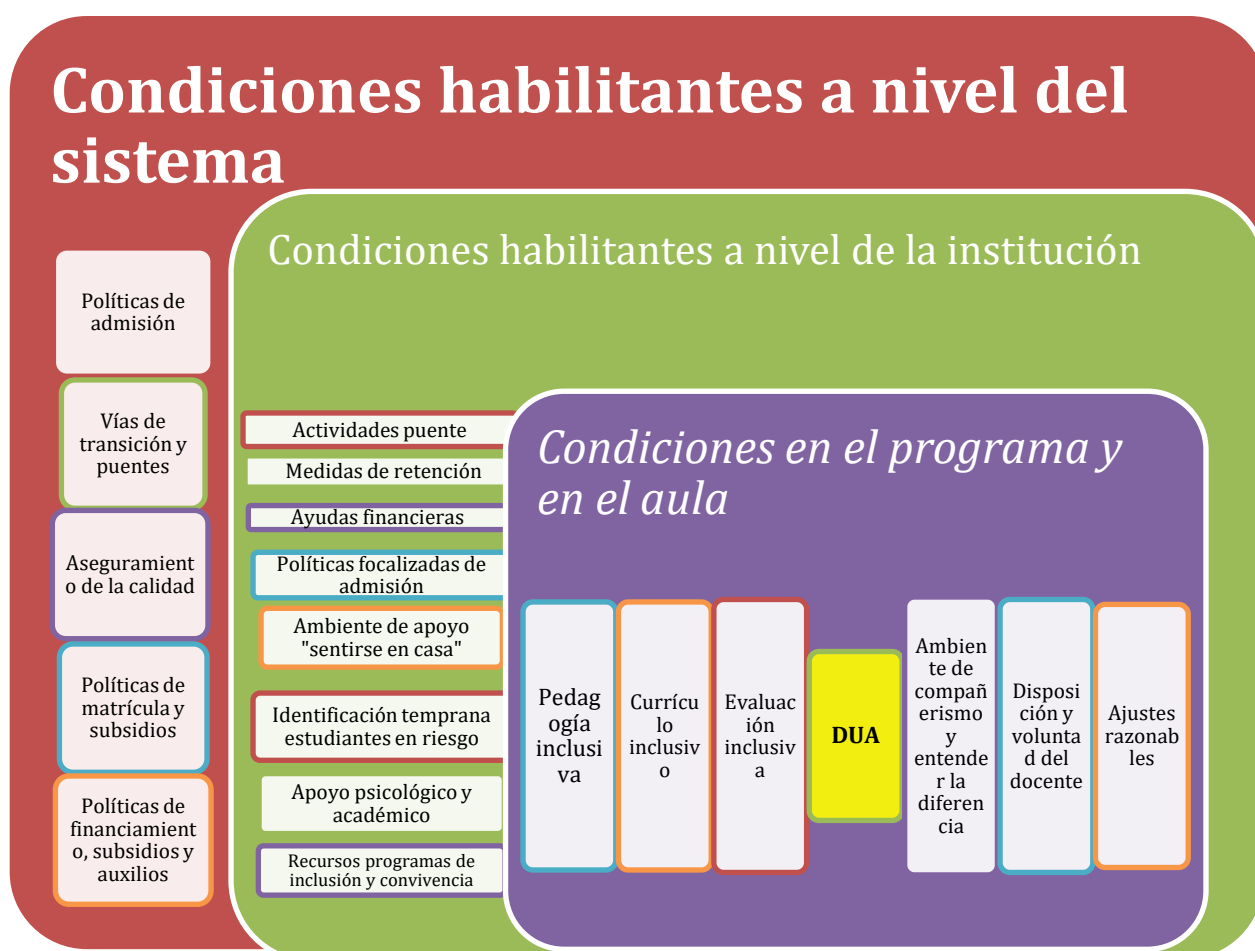 Condiciones habilitantes a nivel del
sistema
Condiciones habilitantes a nivel de la institución
Políticas de
admisión
Vías de
transición y
puentes
Aseguramient
o de la calidad
Políticas de
matrícula y
subsidios
Políticas de
financiamient
o, subsidios y
auxilios
Actividades puente
Medidas de retención
Ayudas financieras
Políticas focalizadas de
admisión
Ambiente de apoyo
"sentirse en casa"
Identificación temprana
estudiantes en riesgo
Apoyo psicológico y
académico
Recursos programas de
inclusión y convivencia
Condiciones en el programa y
en el aula
Pedag
ogía
inclusi
va
Currícu
lo
inclusiv
o
Evaluac
ión
inclusiv
a
DUA
Ambien
te de
compañ
erismo
y
entende
r la
diferen
cia
Disposi
ción y
volunta
d del
docente
Ajustes
razonab
les